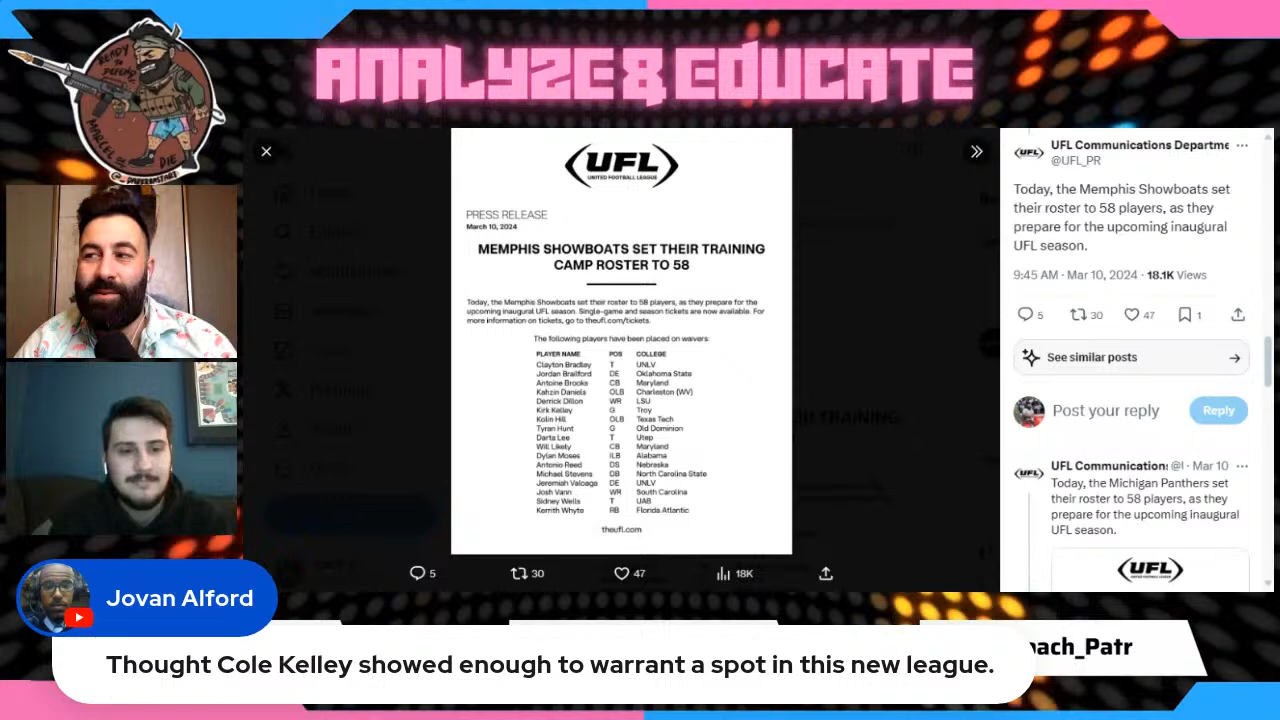 ANALYZE & EDUCATE
READY TO DEFEND
MARCEL OR DIE
UFL
UNITED FOOTBALL LEAGUE
PRESS RELEASE
March 10, 2024
MEMPHIS SHOWBOATS SET THEIR TRAINING
CAMP ROSTER TO 58
Today, the Memphis Showboats set their roster to 58 players, as they prepare for the
upcoming inaugural UFL season. Single-game and season tickets are now available. For
more information on tickets, go to theufl.com/tickets.
The following players have been placed on waivers:
PLAYER NAME POS COLLEGE
Clayton Bradley T UNLV
Jordan Brailford DE Oklahoma State
Antoine Brooks CB Maryland
Kahzin Daniels OLB Charleston (WV)
Derrick Dillon WR LSU
Kirk Kelley G Troy
Kolin Hill OLB Texas Tech
Tyran Hunt G Old Dominion
Darta Lee T Utep
Will Likely CB Maryland
Dylan Moses ILB Alabama
Antonio Reed DS Nebraska
Michael Stevens DB North Carolina State
Jeremiah Valoaga DE UNLV
Josh Vann WR South Carolina
Sidney Wells T UAB
Kerrith Whyte RB Florida Atlantic
theufl.com
5 30 47 18K
UFL Communications Departme ...
@UFL_PR
Today, the Memphis Showboats set
their roster to 58 players, as they
prepare for the upcoming inaugural
UFL season.
9:45 AM · Mar 10, 2024 · 18.1K Views
5 30 47 1
See similar posts
Post your reply
Reply
UFL Communications @l · Mar 10 ...
Today, the Michigan Panthers set
their roster to 58 players, as they
prepare for the upcoming inaugural
UFL season.
UFL
Jovan Alford
oach_Patr
Thought Cole Kelley showed enough to warrant a spot in this new league.